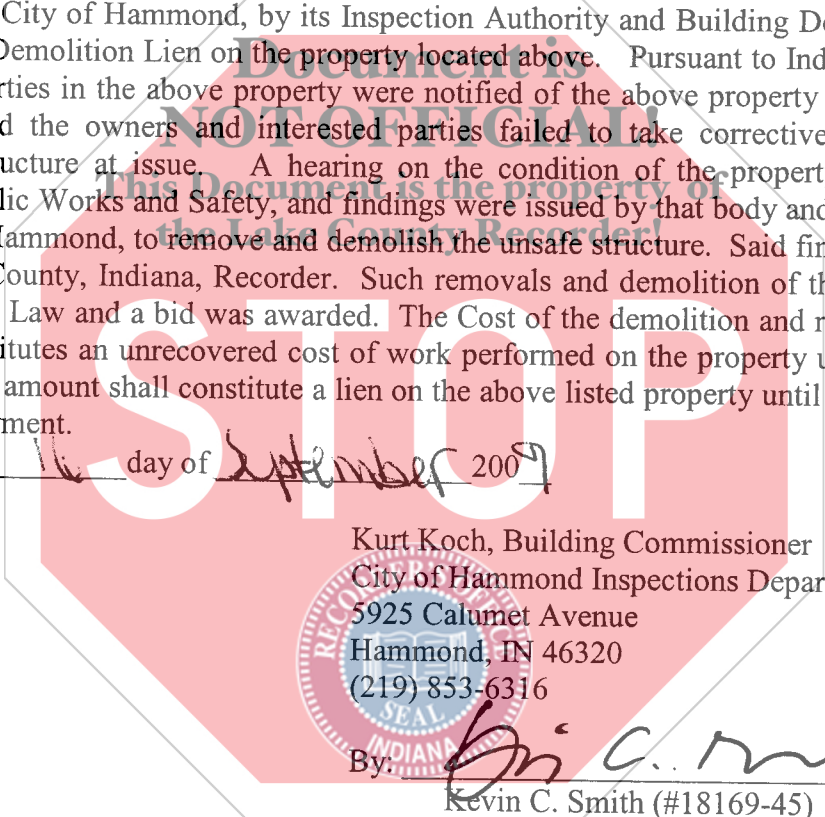 City of Hammond, by its Inspection Authority and Building De
Demolition Lien on the property located above. Pursuant to Ind
rties in the above property were notified of the above property
d the owners and interested parties failed to take corrective
ucture at issue. A hearing on the condition of the propert
lic Works and Safety, and findings were issued by that body and
Hammond, to remove and demolish the unsafe structure. Said fin
County, Indiana, Recorder. Such removals and demolition of th
Law and a bid was awarded. The Cost of the demolition and r
itutes an unrecovered cost of work performed on the property u
amount shall constitute a lien on the above listed property until
ment.
day of September 2009
Kurt Koch, Building Commissioner
City of Hammond Inspections Depar
5925 Calumet Avenue
Hammond, IN 46320
(219) 853-6316
By:
Kevin C. Smith (#18169-45)
Document is
NOT OFFICIAL!
This Document is the property of
the Lake County Recorder!
STOP
RECORDER'S OFFICE
SEAL
INDIANA